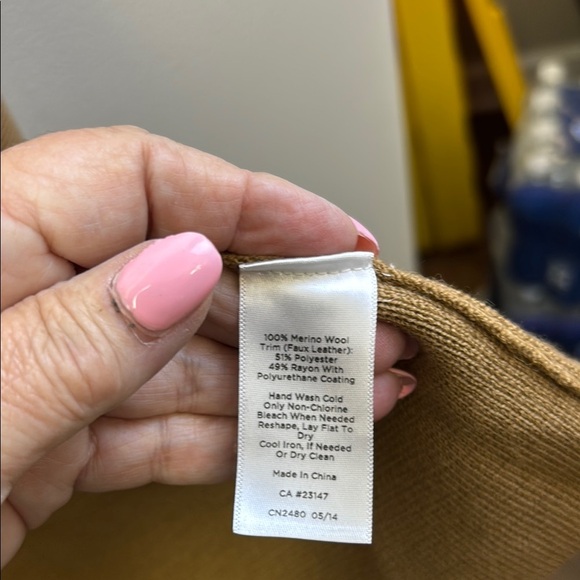 100% Merino Wool
Trim (Faux Leather):
51% Polyester
49% Rayon With
Polyurethane Coating
Hand Wash Cold
Only Non-Chlorine
Bleach When Needed
Reshape, Lay Flat To
Dry
Cool Iron, If Needed
Or Dry Clean
Made In China
CA #23147
CN2480 05/14